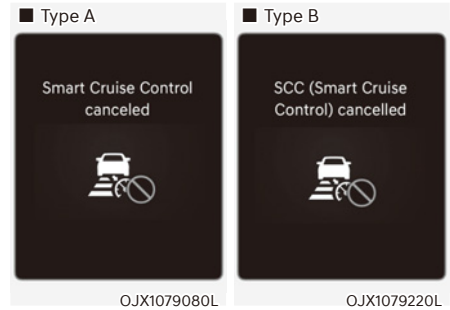 ■ Type A
Smart Cruise Control
canceled
OJX1079080L
■ Type B
SCC (Smart Cruise
Control) cancelled
OJX1079220L